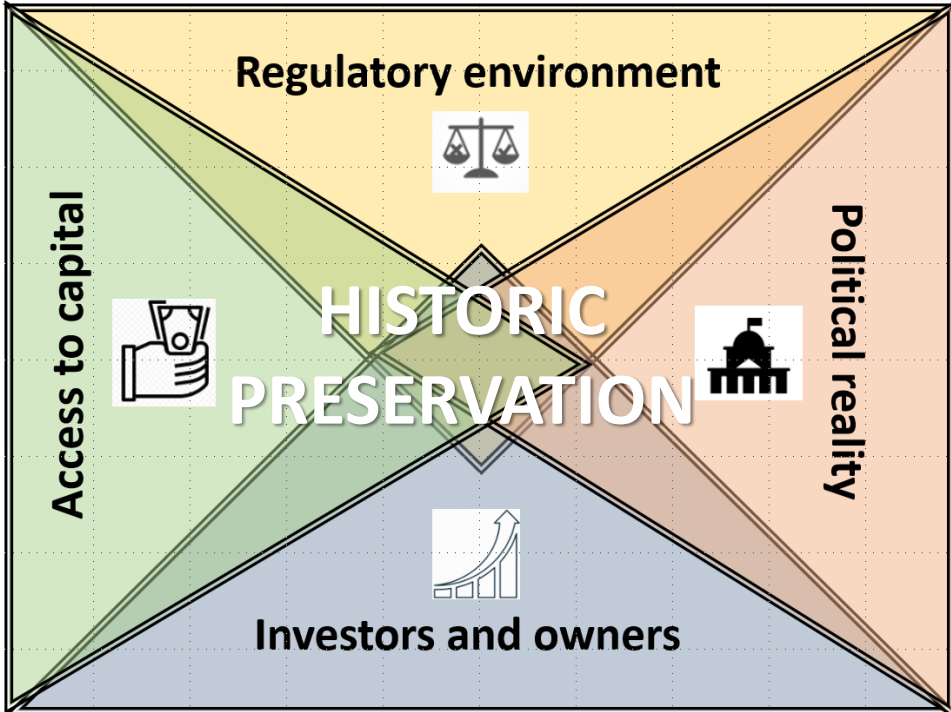 Regulatory environment
Access to capital
HISTORIC
PRESERVATION
Political reality
Investors and owners